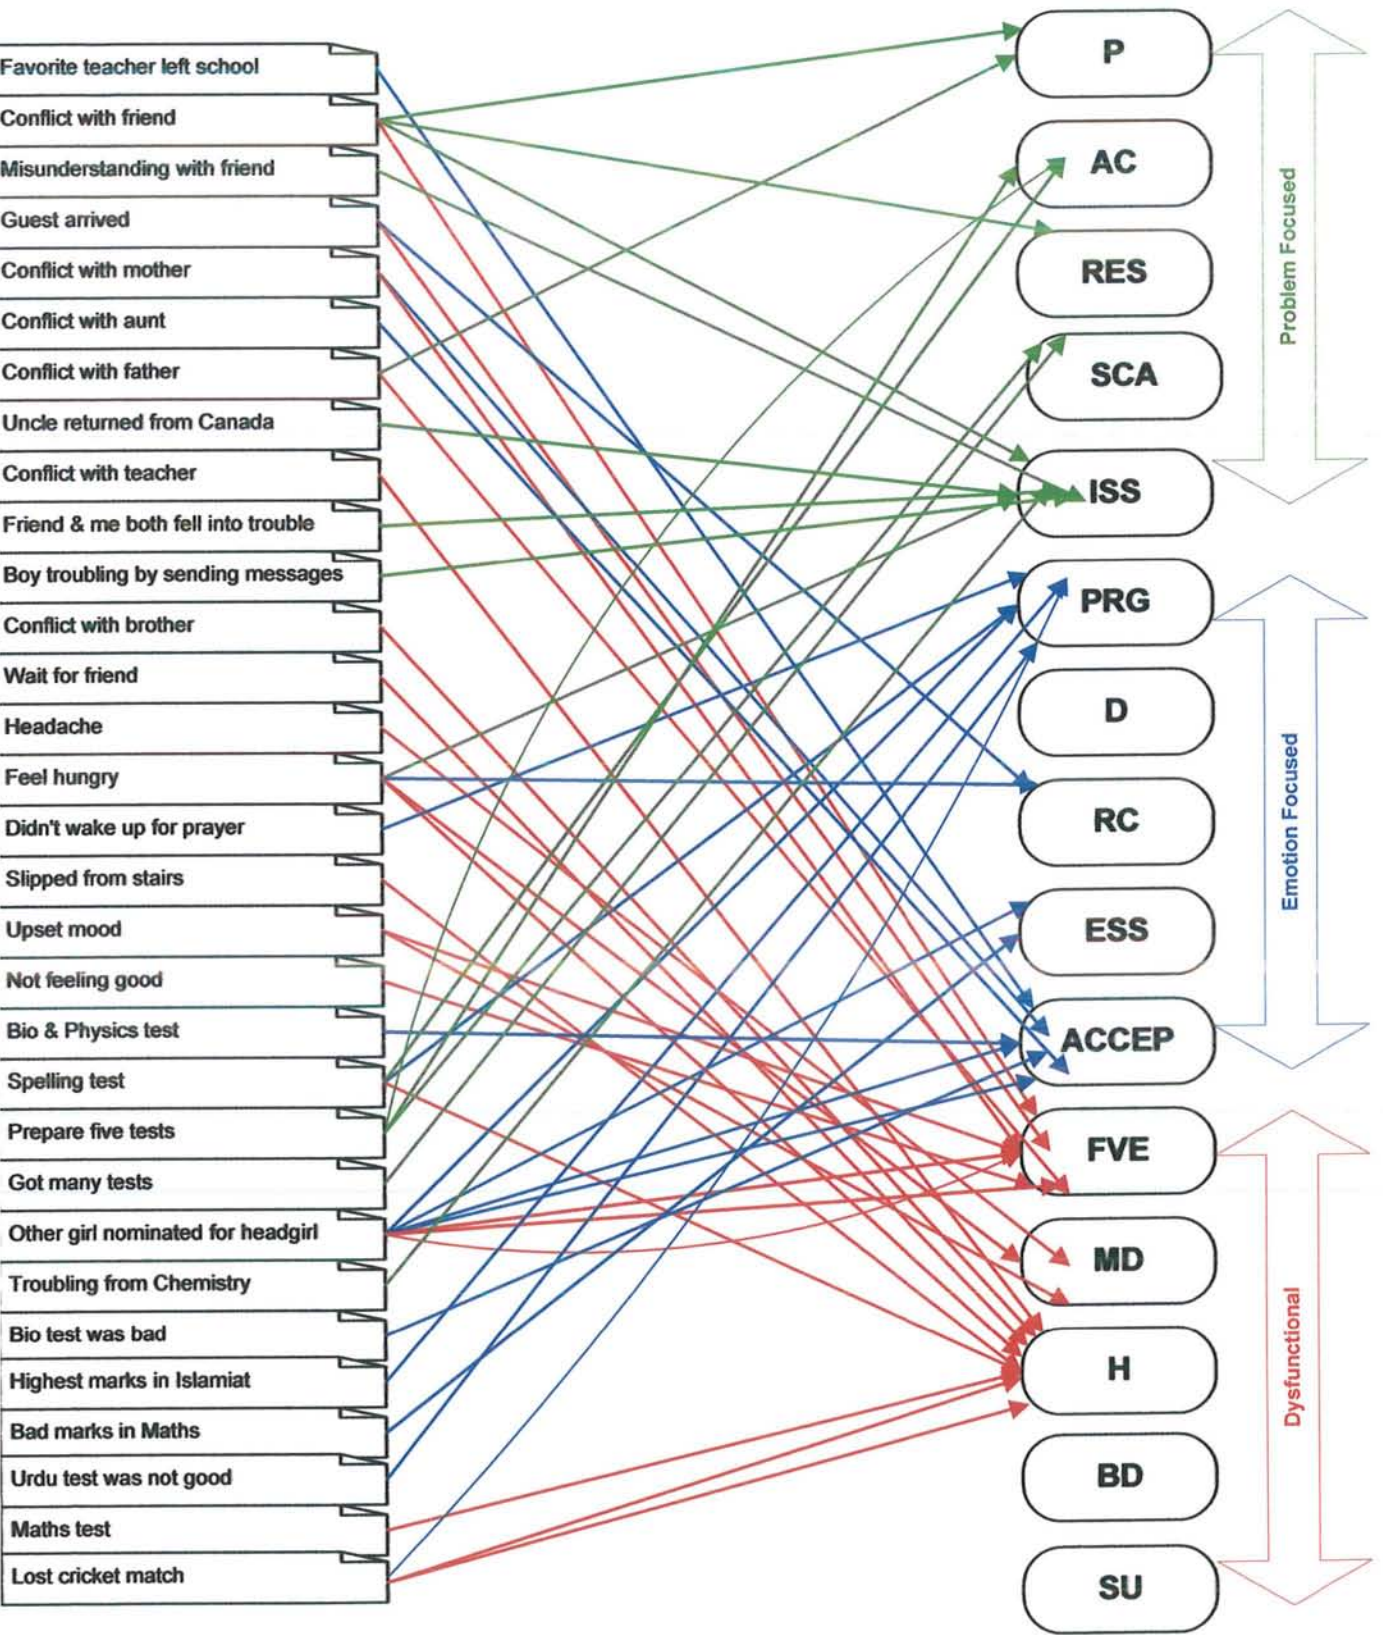 Favorite teacher left school
Conflict with friend
Misunderstanding with friend
Guest arrived
Conflict with mother
Conflict with aunt
Conflict with father
Uncle returned from Canada
Conflict with teacher
Friend & me both fell into trouble
Boy troubling by sending messages
Conflict with brother
Wait for friend
Headache
Feel hungry
Didn't wake up for prayer
Slipped from stairs
Upset mood
Not feeling good
Bio & Physics test
Spelling test
Prepare five tests
Got many tests
Other girl nominated for headgirl
Troubling from Chemistry
Bio test was bad
Highest marks in Islamiat
Bad marks in Maths
Urdu test was not good
Maths test
Lost cricket match
P
AC
RES
SCA
ISS
PRG
D
RC
ESS
ACCEP
FVE
MD
H
BD
SU
Problem Focused
Emotion Focused
Dysfunctional